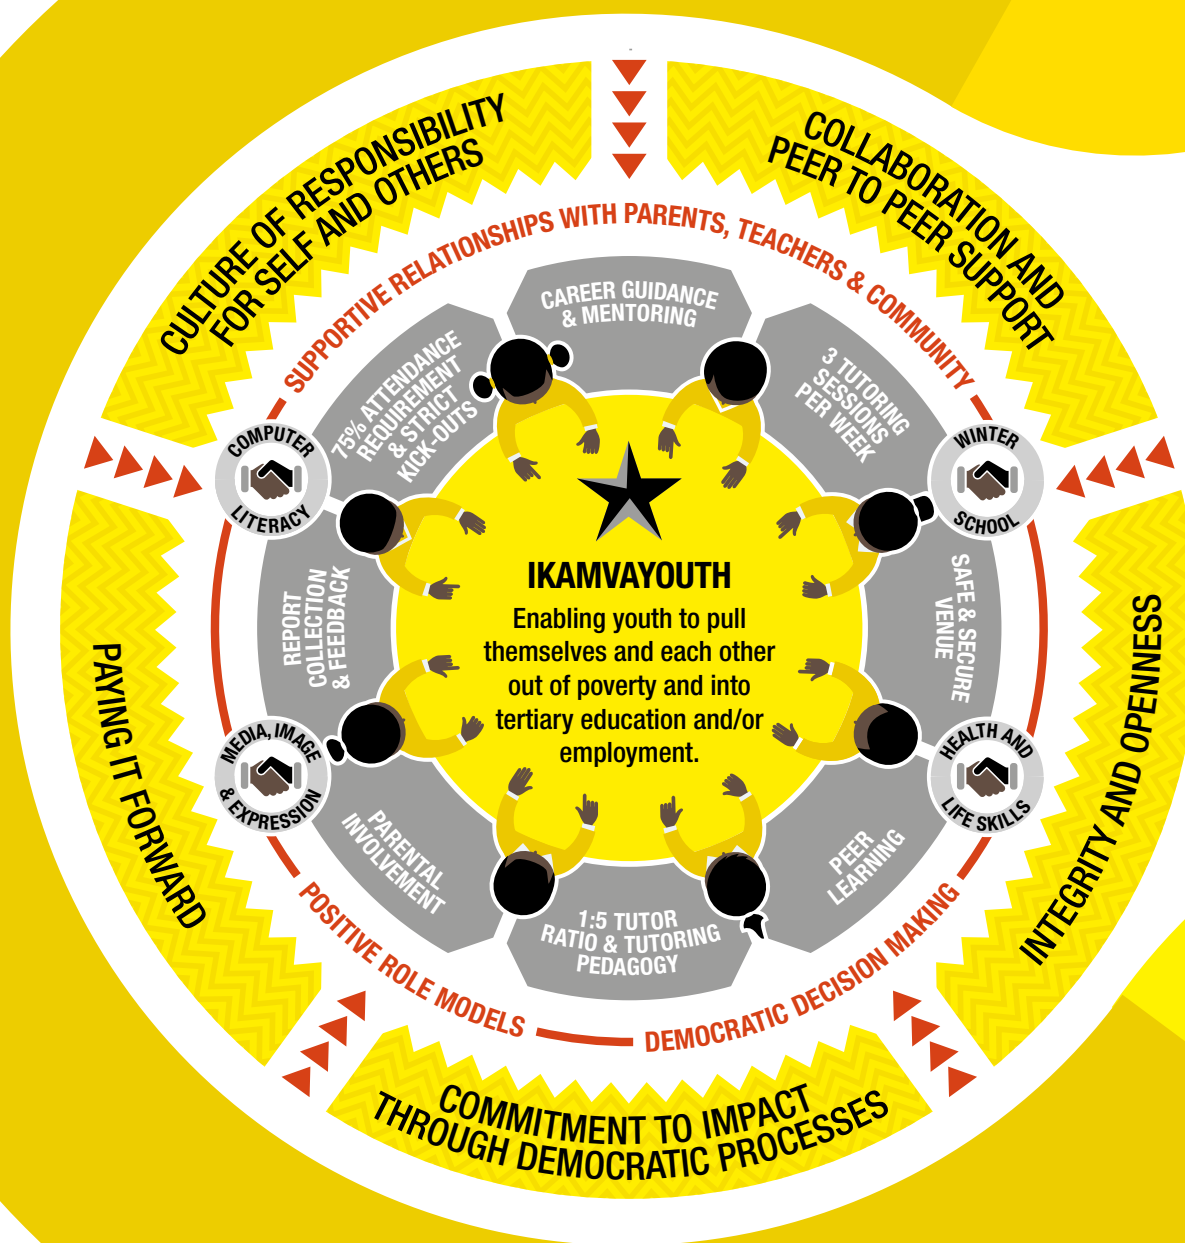 CULTURE OF RESPONSIBILITY
FOR SELF AND OTHERS
COLLABORATION AND
PEER TO PEER SUPPORT
INTEGRITY AND OPENNESS
COMMITMENT TO IMPACT
THROUGH DEMOCRATIC PROCESSES
PAYING IT FORWARD
SUPPORTIVE RELATIONSHIPS WITH PARENTS, TEACHERS & COMMUNITY
DEMOCRATIC DECISION MAKING
POSITIVE ROLE MODELS
COMPUTER
LITERACY
WINTER
SCHOOL
HEALTH AND
LIFE SKILLS
MEDIA, IMAGE
& EXPRESSION
CAREER GUIDANCE
& MENTORING
3 TUTORING
SESSIONS
PER WEEK
SAFE & SECURE
VENUE
PEER
LEARNING
1:5 TUTOR
RATIO & TUTORING
PEDAGOGY
PARENTAL
INVOLVEMENT
REPORT
COLLECTION
& FEEDBACK
75% ATTENDANCE
REQUIREMENT
& STRICT
KICK-OUTS
IKAMVAYOUTH
Enabling youth to pull
themselves and each other
out of poverty and into
tertiary education and/or
employment.